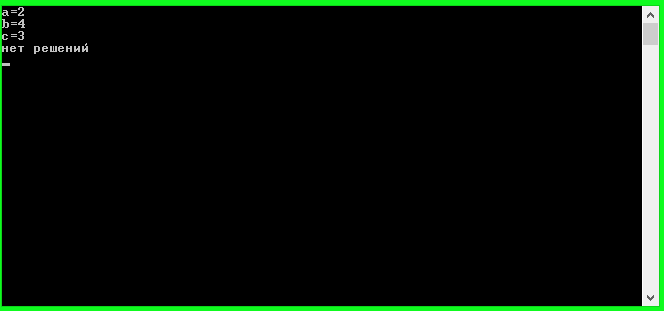 a=2
b=4
c=3
нет решений